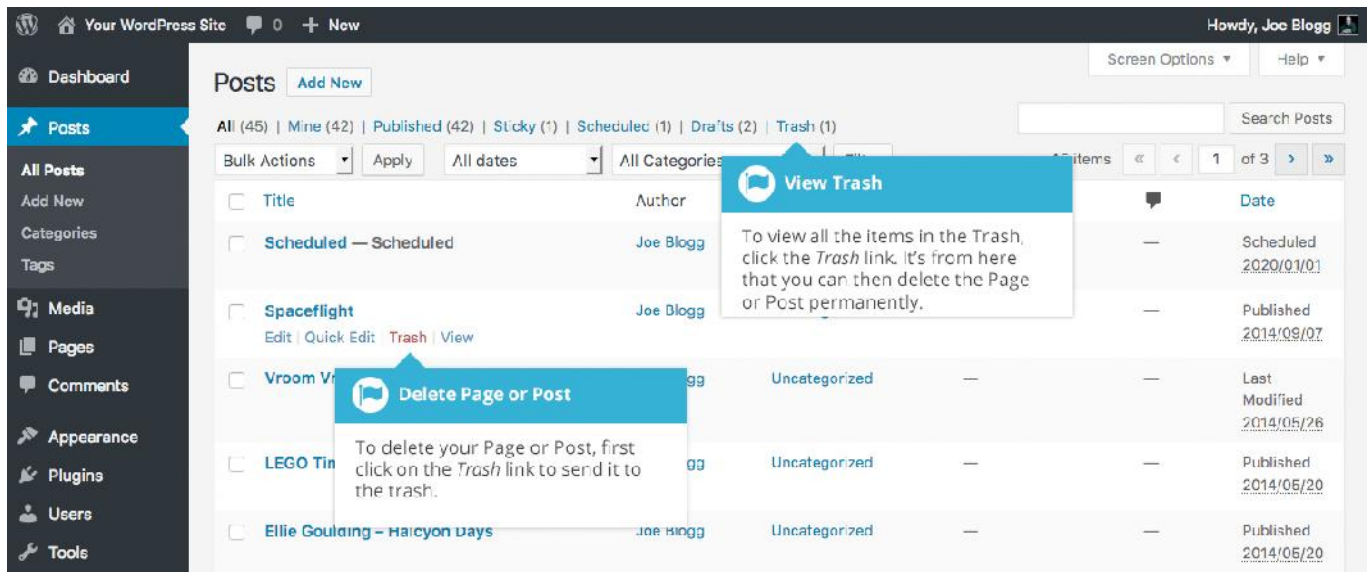 Your WordPress Site 0 + New Howdy, Joe Blogg
Screen Options Help
Dashboard
Posts
All Posts
Add New
Categories
Tags
Media
Pages
Comments
Appearance
Plugins
Users
Tools
Posts Add New
All (45) | Mine (42) | Published (42) | Sticky (1) | Scheduled (1) | Drafts (2) | Trash (1)
Search Posts
Bulk Actions Apply All dates All Categories items « ‹ 1 of 3 › »
Title Author Date
Scheduled — Scheduled Joe Blogg — Scheduled
2020/01/01
Spaceflight Joe Blogg — Published
2014/09/07
Edit | Quick Edit | Trash | View
View Trash
To view all the items in the Trash,
click the Trash link. It's from here
that you can then delete the Page
or Post permanently.
Vroom Uncategorized — — Last
Modified
2014/05/26
Delete Page or Post
To delete your Page or Post, first
click on the Trash link to send it to
the trash.
LEGO Uncategorized — — Published
2014/05/20
Ellie Goulding – Halcyon Days Joe Blogg Uncategorized — — Published
2014/05/20